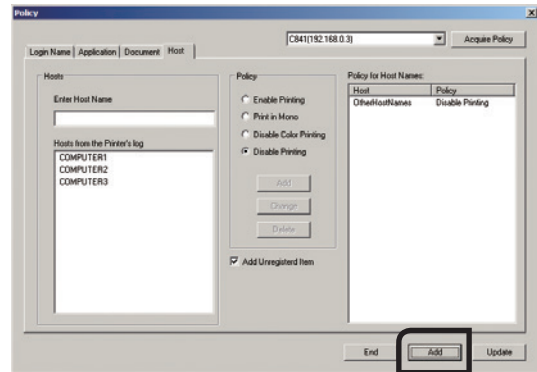 Policy
C841(192.168.0.3)
Acquire Policy
Login Name
Application
Document
Host
Hosts
Enter Host Name
Hosts from the Printer's log
COMPUTER1
COMPUTER2
COMPUTER3
Policy
Enable Printing
Print in Mono
Disable Color Printing
Disable Printing
Add
Change
Delete
Add Unregisterd Item
Policy for Host Names:
Host Policy
OtherHostNames Disable Printing
End
Add
Update